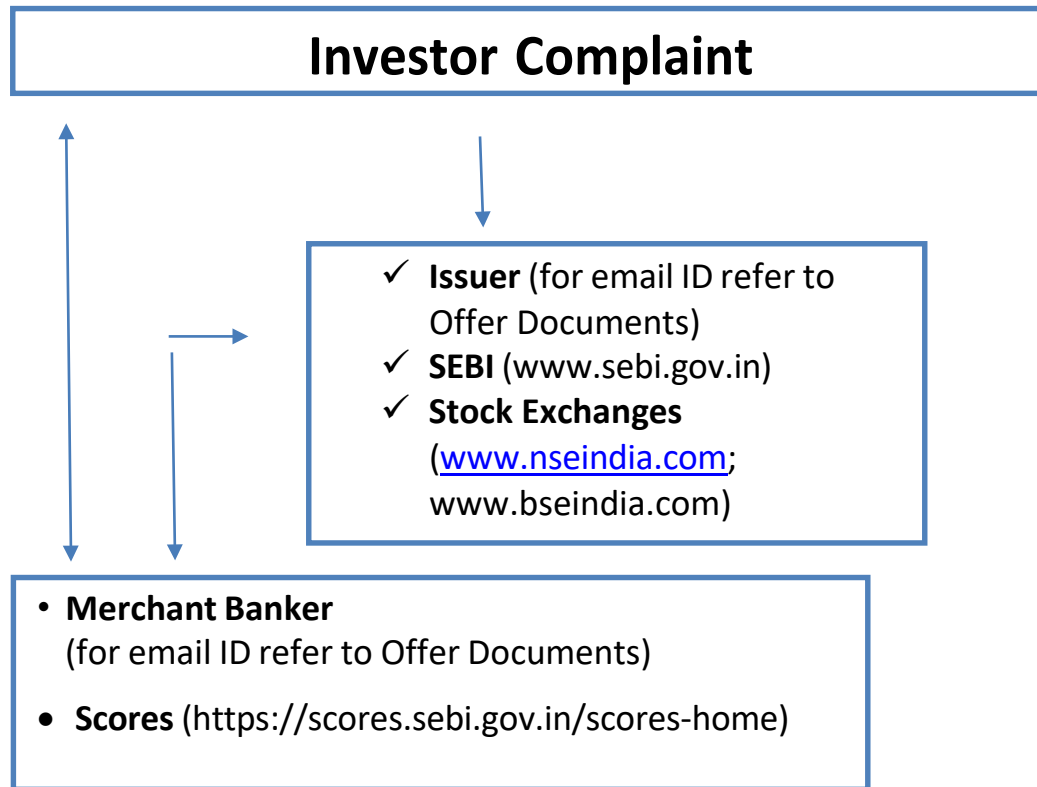 Investor Complaint
✓ Issuer (for email ID refer to
Offer Documents)
✓ SEBI (www.sebi.gov.in)
✓ Stock Exchanges
(www.nseindia.com;
www.bseindia.com)
• Merchant Banker
(for email ID refer to Offer Documents)
• Scores (https://scores.sebi.gov.in/scores-home)